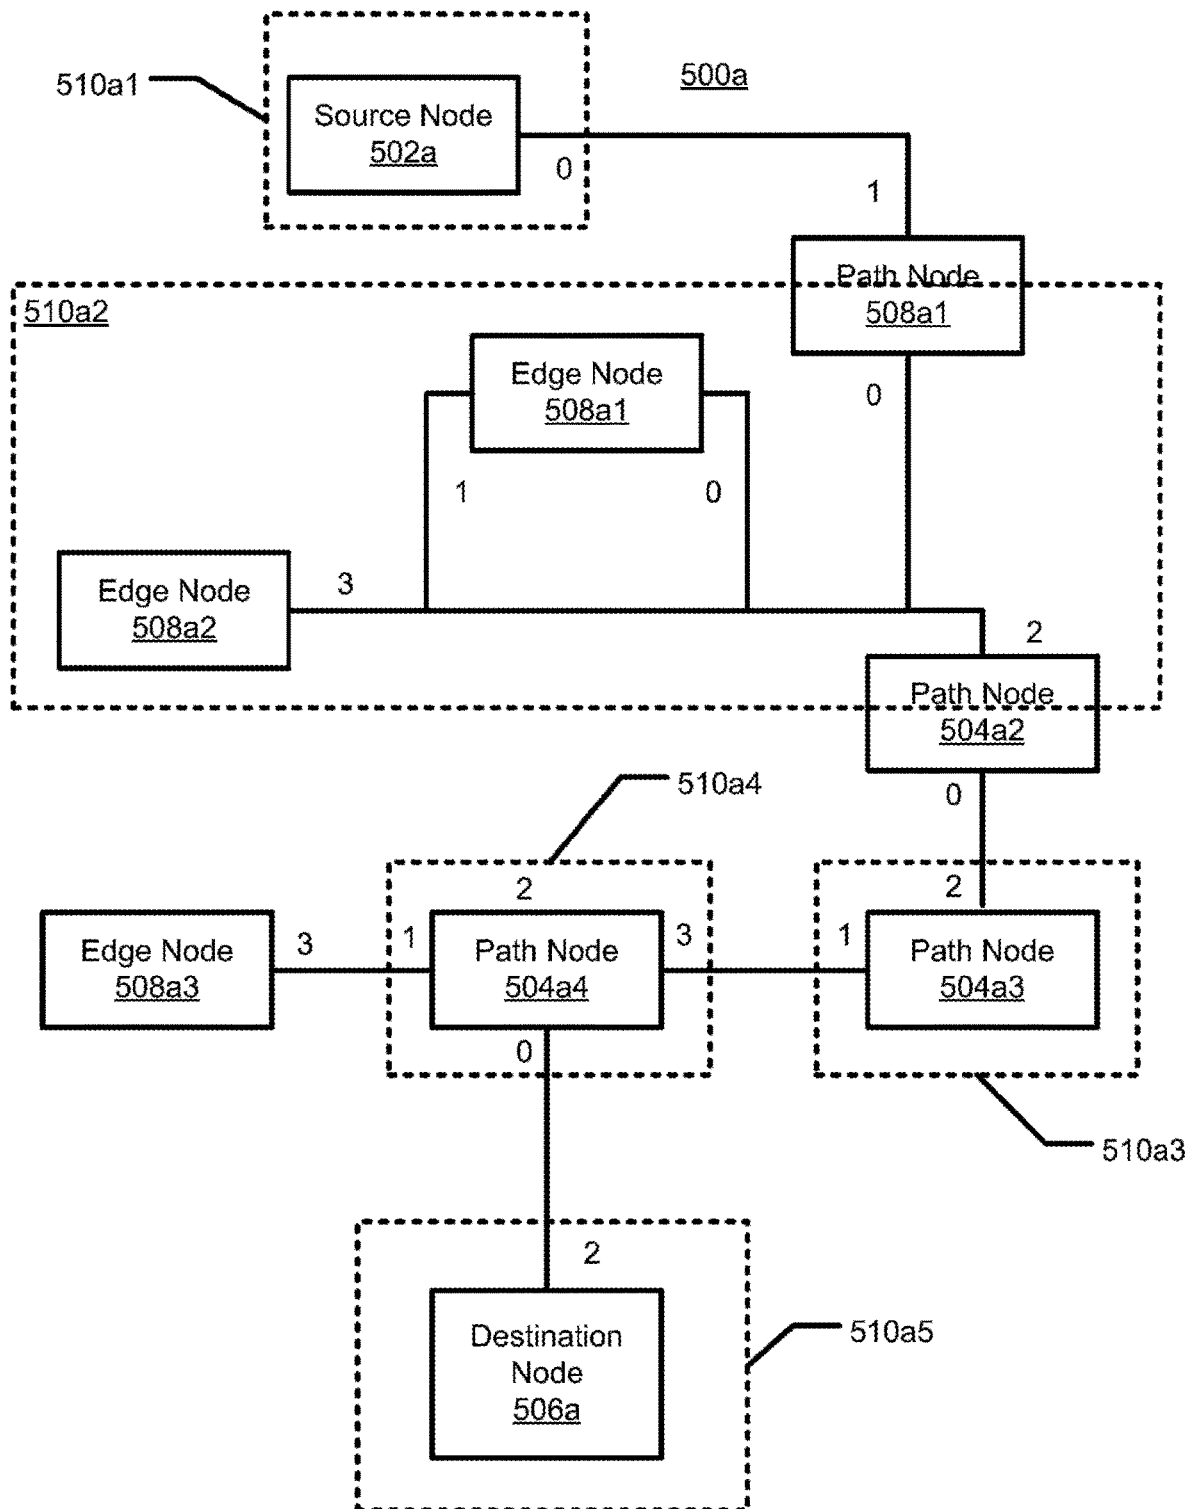 510a1
500a
Source Node
502a
0
1
Path Node
508a1
510a2
Edge Node
508a1
0
1
0
Edge Node
508a2
3
2
Path Node
504a2
0
510a4
2
2
Edge Node
508a3
3
1
Path Node
504a4
3
1
Path Node
504a3
0
510a3
2
510a5
Destination
Node
506a